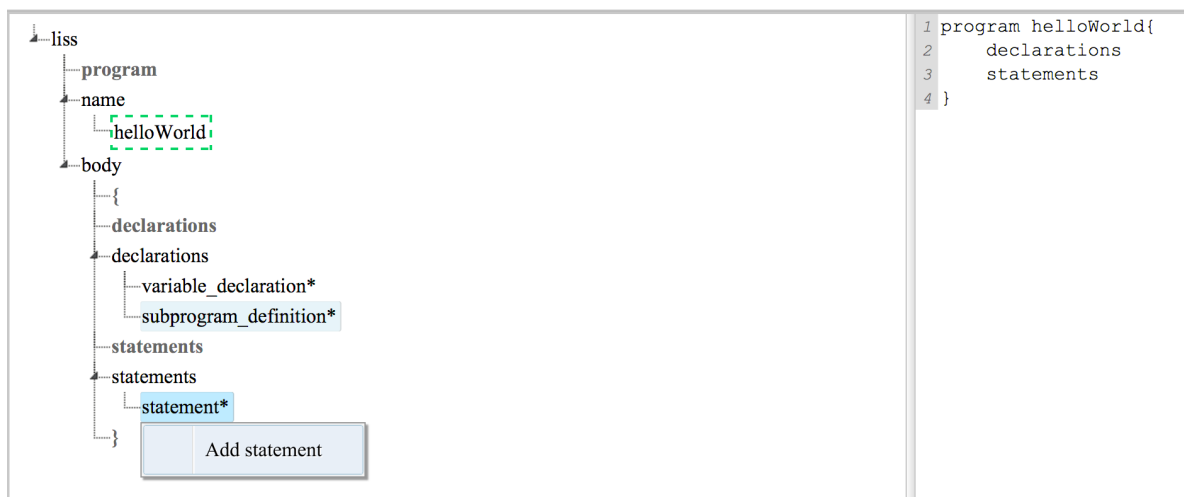 liss
program
name
helloWorld
body
{
declarations
declarations
variable_declaration*
subprogram_definition*
statements
statements
statement*
}
Add statement
1 program helloWorld{
2 declarations
3 statements
4 }